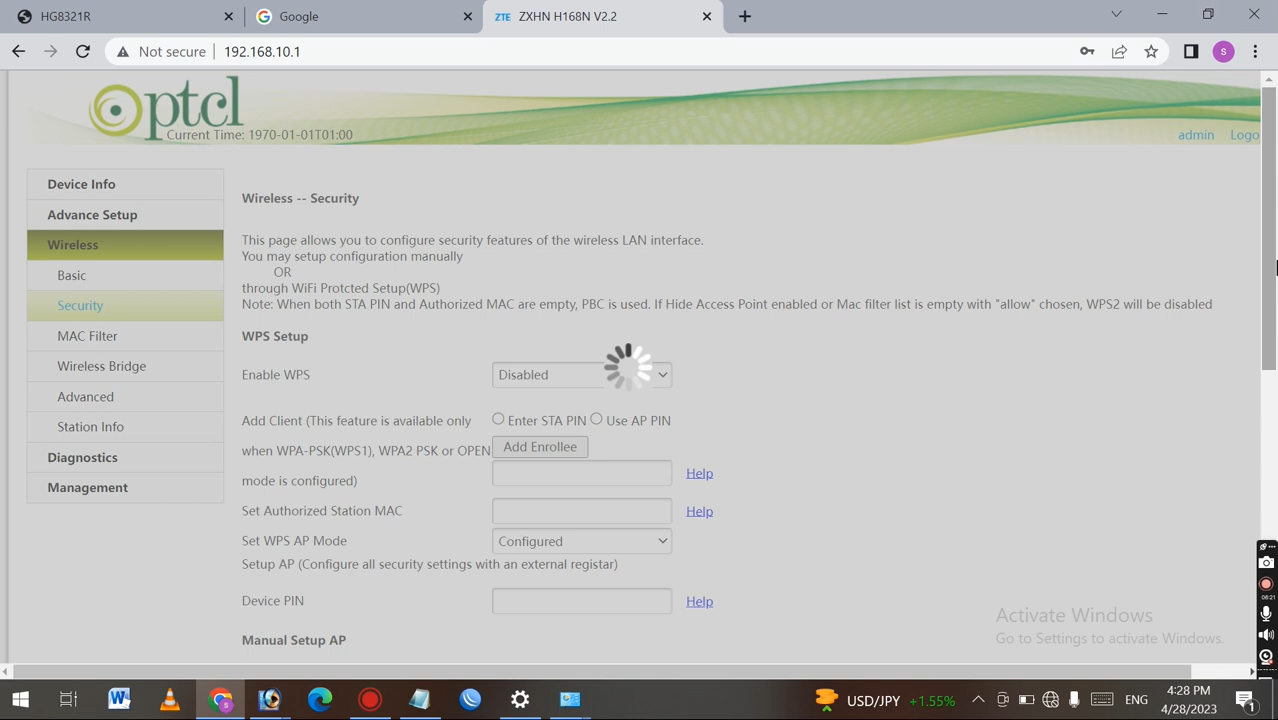 HG8321R
Google
ZTE ZXHN H168N V2.2
Not secure 192.168.10.1
S
ptcl
Current Time: 1970-01-01T01:00
admin Logo
Device Info
Advance Setup
Wireless
Basic
Security
MAC Filter
Wireless Bridge
Advanced
Station Info
Diagnostics
Management
Wireless -- Security
This page allows you to configure security features of the wireless LAN interface.
You may setup configuration manually
OR
through WiFi Protcted Setup(WPS)
Note: When both STA PIN and Authorized MAC are empty, PBC is used. If Hide Access Point enabled or Mac filter list is empty with "allow" chosen, WPS2 will be disabled
WPS Setup
Enable WPS Disabled
Add Client (This feature is available only Enter STA PIN Use AP PIN
when WPA-PSK(WPS1), WPA2 PSK or OPEN Add Enrollee
mode is configured) Help
Set Authorized Station MAC Help
Set WPS AP Mode Configured
Setup AP (Configure all security settings with an external registar)
Device PIN Help
Manual Setup AP
Activate Windows
Go to Settings to activate Windows.
08:21
USD/JPY +1.55% ENG 4:28 PM
4/28/2023
1